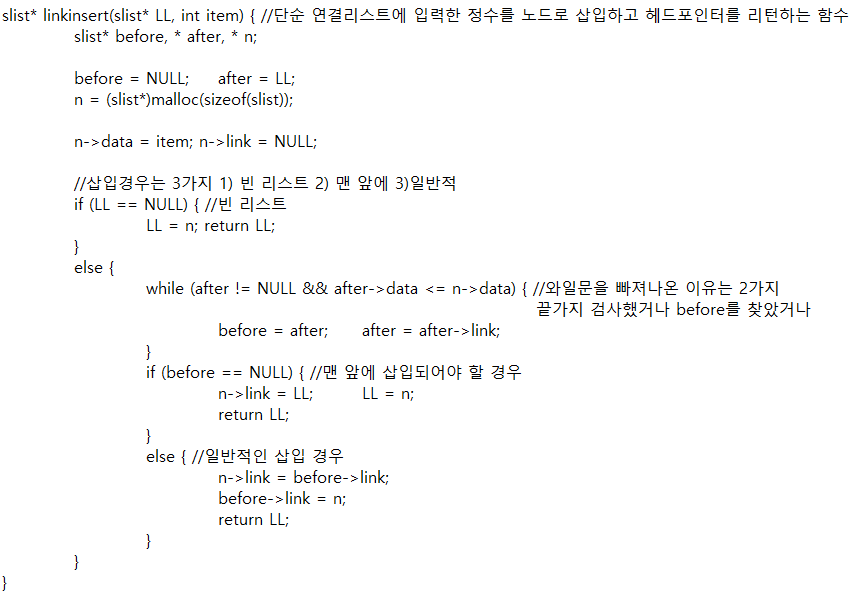 slist* linkinsert(slist* LL, int item) { //단순 연결리스트에 입력한 정수를 노드로 삽입하고 헤드포인터를 리턴하는 함수
slist* before, * after, * n;
before = NULL; after = LL;
n = (slist*)malloc(sizeof(slist));
n->data = item; n->link = NULL;
//삽입경우는 3가지 1) 빈 리스트 2) 맨 앞에 3)일반적
if (LL == NULL) { //빈 리스트
LL = n; return LL;
}
else {
while (after != NULL && after->data <= n->data) { //와일문을 빠져나온 이유는 2가지
끝가지 검사했거나 before를 찾았거나
before = after; after = after->link;
}
if (before == NULL) { //맨 앞에 삽입되어야 할 경우
n->link = LL; LL = n;
return LL;
}
else { //일반적인 삽입 경우
n->link = before->link;
before->link = n;
return LL;
}
}
}